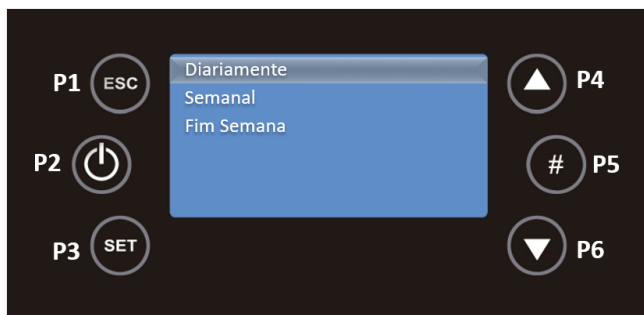 P1 ESC
Diariamente
Semanal
Fim Semana
P4
P2
# P5
P3 SET
P6